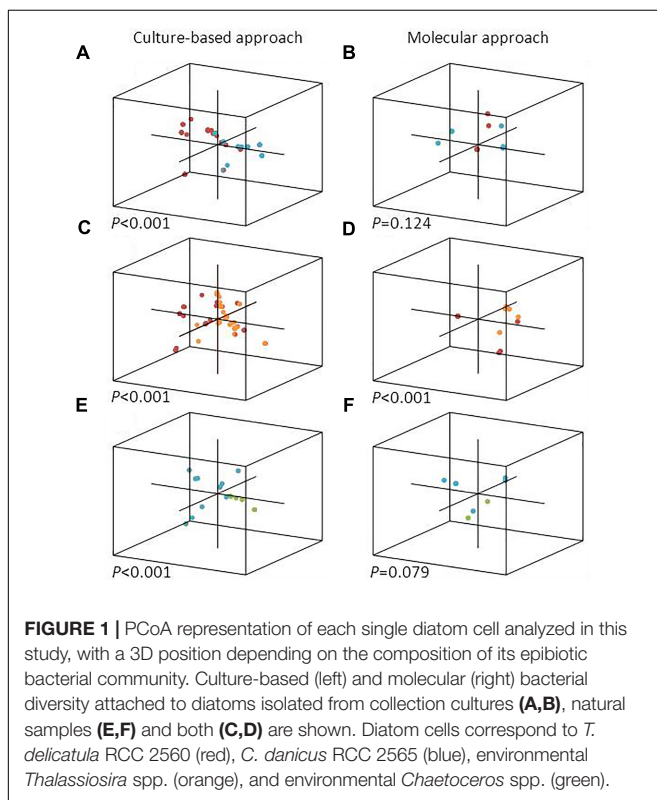 Culture-based approach
Molecular approach
A
B
P<0.001
P=0.124
C
D
P<0.001
P<0.001
E
F
P<0.001
P=0.079
FIGURE 1 | PCoA representation of each single diatom cell analyzed in this
study, with a 3D position depending on the composition of its epibiotic
bacterial community. Culture-based (left) and molecular (right) bacterial
diversity attached to diatoms isolated from collection cultures (A,B), natural
samples (E,F) and both (C,D) are shown. Diatom cells correspond to T.
delicatula RCC 2560 (red), C. danicus RCC 2565 (blue), environmental
Thalassiosira spp. (orange), and environmental Chaetoceros spp. (green).